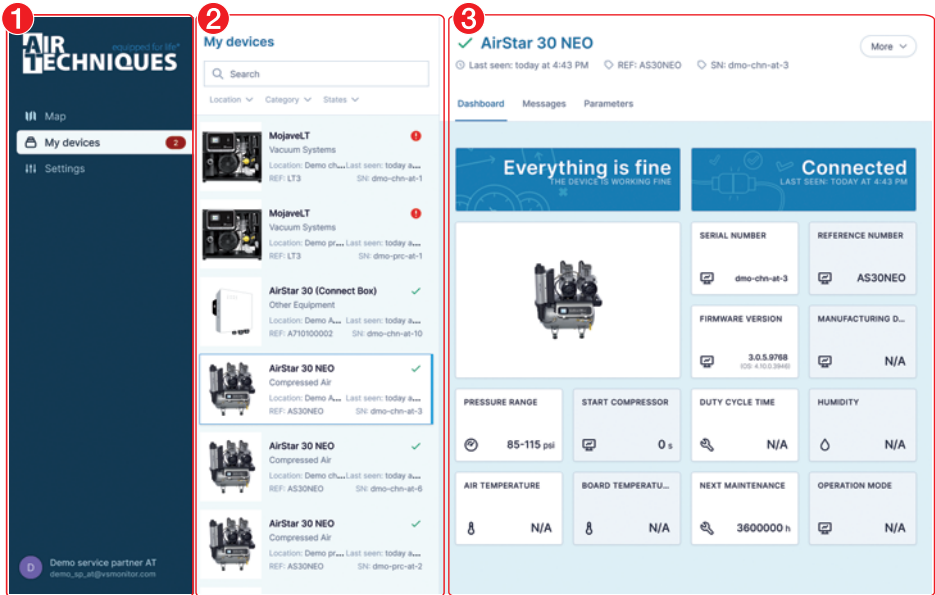 1
AIR TECHNIQUES
equipped for life®
Map
My devices
2
Settings
D
Demo service partner AT
demo_sp_at@vsmonitor.com
2
My devices
Search
Location Category States
MojaveLT
Vacuum Systems
Location: Demo ch... Last seen: today a...
REF: LT3 SN: dmo-chn-at-1
MojaveLT
Vacuum Systems
Location: Demo pr... Last seen: today a...
REF: LT3 SN: dmo-prc-at-1
AirStar 30 (Connect Box)
Other Equipment
Location: Demo A... Last seen: today a...
REF: A710100002 SN: dmo-chn-at-10
AirStar 30 NEO
Compressed Air
Location: Demo A... Last seen: today a...
REF: AS30NEO SN: dmo-chn-at-3
AirStar 30 NEO
Compressed Air
Location: Demo ch... Last seen: today a...
REF: AS30NEO SN: dmo-chn-at-6
AirStar 30 NEO
Compressed Air
Location: Demo pr... Last seen: today a...
REF: AS30NEO SN: dmo-prc-at-2
3
AirStar 30 NEO
More
Last seen: today at 4:43 PM REF: AS30NEO SN: dmo-chn-at-3
Dashboard Messages Parameters
Everything is fine
THE DEVICE IS WORKING FINE
Connected
LAST SEEN: TODAY AT 4:43 PM
SERIAL NUMBER
dmo-chn-at-3
REFERENCE NUMBER
AS30NEO
FIRMWARE VERSION
3.0.5.9768
(OS: 4.10.0.3946)
MANUFACTURING D...
N/A
PRESSURE RANGE
85-115 psi
START COMPRESSOR
0 s
DUTY CYCLE TIME
N/A
HUMIDITY
N/A
AIR TEMPERATURE
N/A
BOARD TEMPERATU...
N/A
NEXT MAINTENANCE
3600000 h
OPERATION MODE
N/A